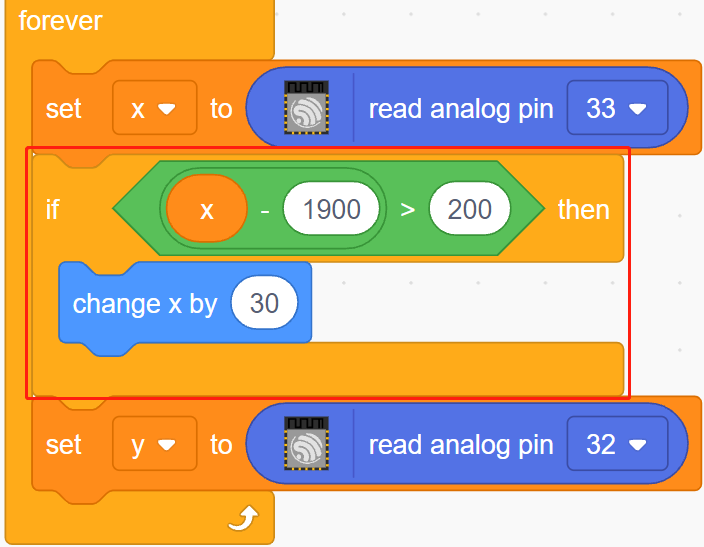 forever
set x to read analog pin 33
if x - 1900 > 200 then
change x by 30
set y to read analog pin 32